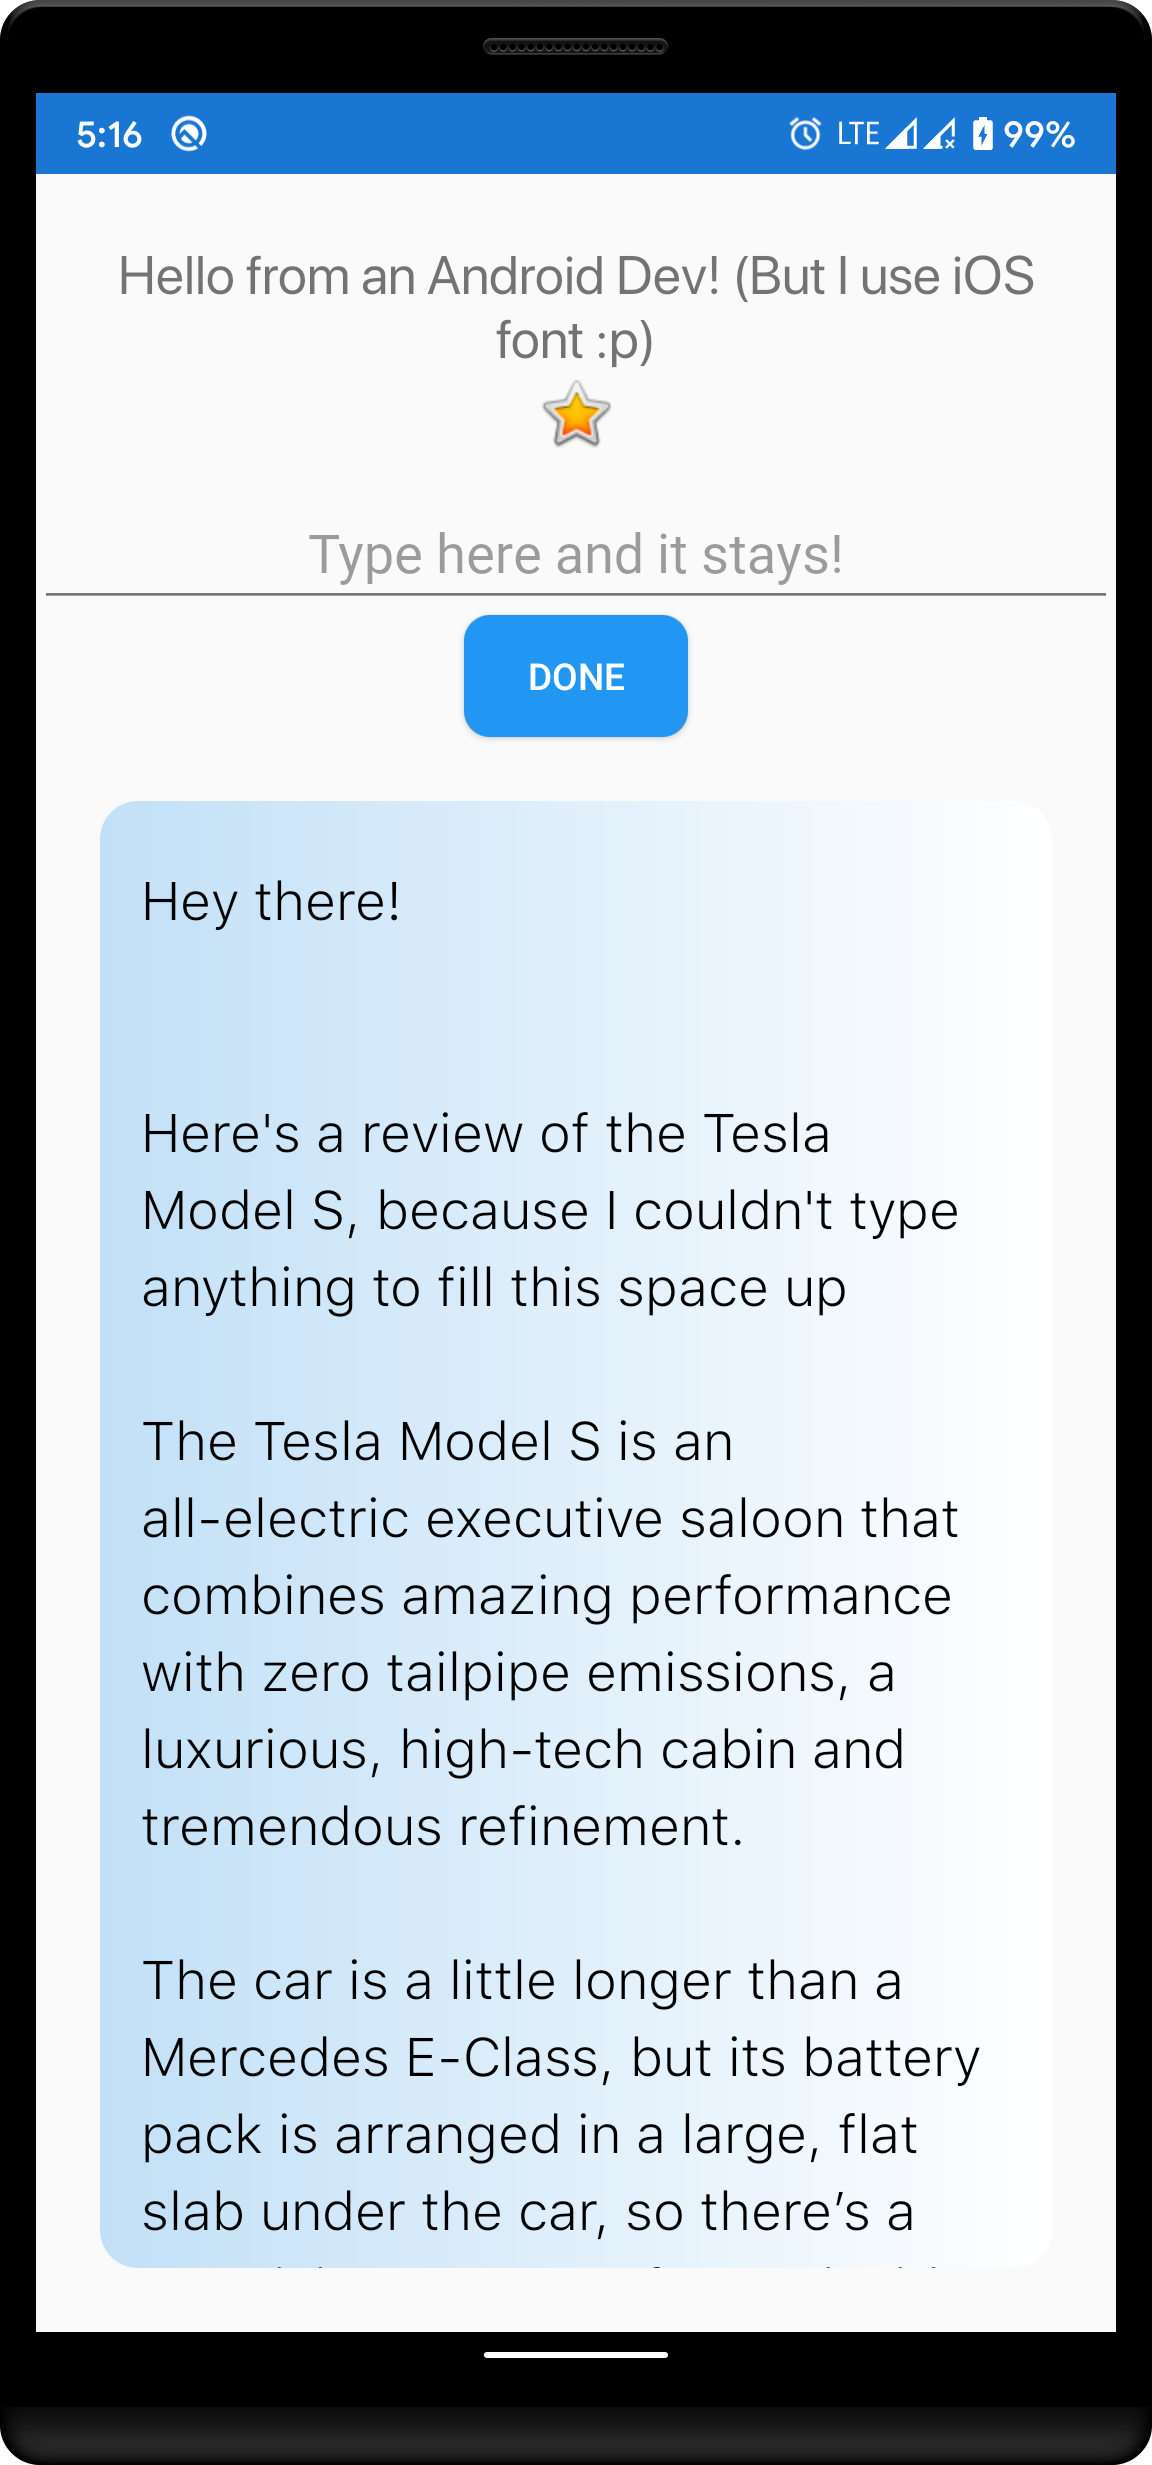 5:16 LTE 99%
Hello from an Android Dev! (But I use iOS
font :p)
Type here and it stays!
DONE
Hey there!
Here's a review of the Tesla
Model S, because I couldn't type
anything to fill this space up
The Tesla Model S is an
all-electric executive saloon that
combines amazing performance
with zero tailpipe emissions, a
luxurious, high-tech cabin and
tremendous refinement.
The car is a little longer than a
Mercedes E-Class, but its battery
pack is arranged in a large, flat
slab under the car, so there’s a